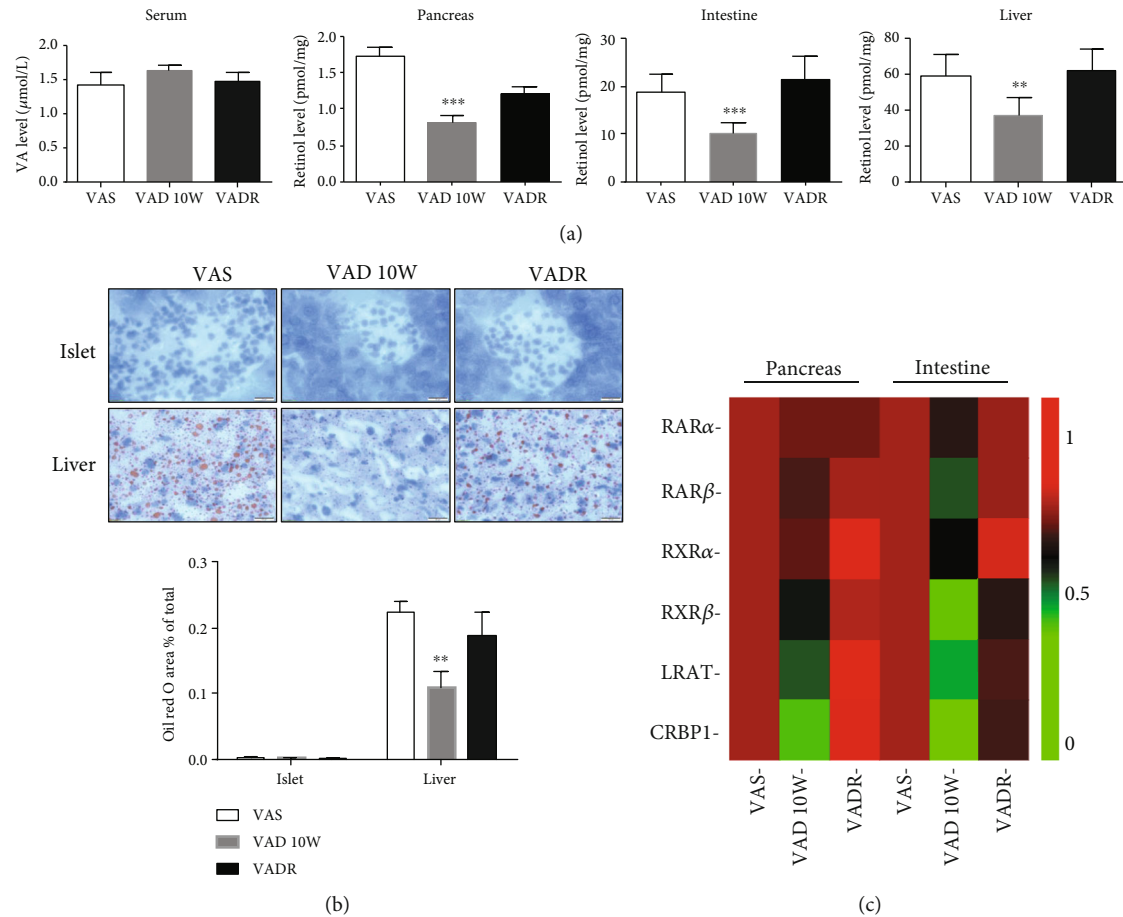 Serum
VA level (μmol/L)
2.0
1.5
1.0
0.5
0.0
VAS VAD 10W VADR
Pancreas
Retinol level (pmol/mg)
2.0
1.5
1.0
0.5
0.0
***
VAS VAD 10W VADR
Intestine
Retinol level (pmol/mg)
30
20
10
0
***
VAS VAD 10W VADR
Liver
Retinol level (pmol/mg)
80
60
40
20
0
**
VAS VAD 10W VADR
(a)
VAS VAD 10W VADR
Islet
Liver
Oil red O area % of total
0.3
0.2
0.1
0.0
**
Islet Liver
VAS
VAD 10W
VADR
(b)
Pancreas Intestine
RARα-
RARβ-
RXRα-
RXRβ-
LRAT-
CRBP1-
VAS-
VAD 10W-
VADR-
VAS-
VAD 10W-
VADR-
1
0.5
0
(c)